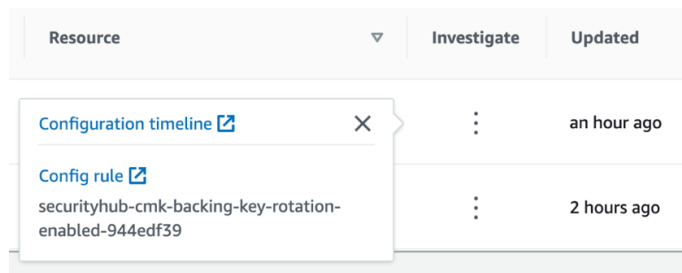 Resource Investigate Updated
Configuration timeline
an hour ago
Config rule
securityhub-cmk-backing-key-rotation-
enabled-944edf39
2 hours ago